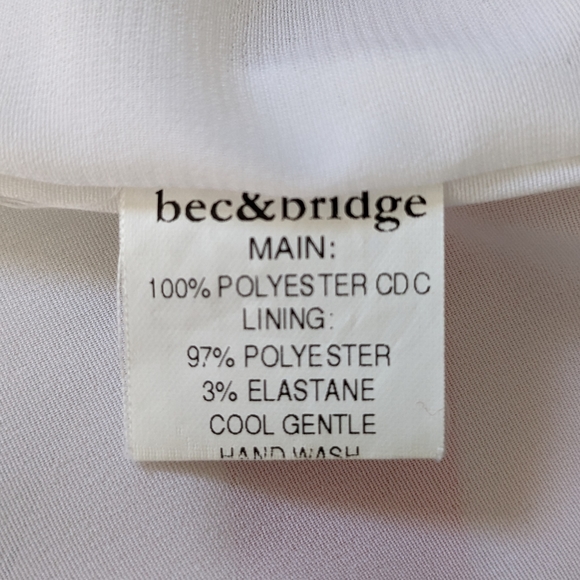 bec&bridge
MAIN:
100% POLYESTER CDC
LINING:
97% POLYESTER
3% ELASTANE
COOL GENTLE
HAND WASH